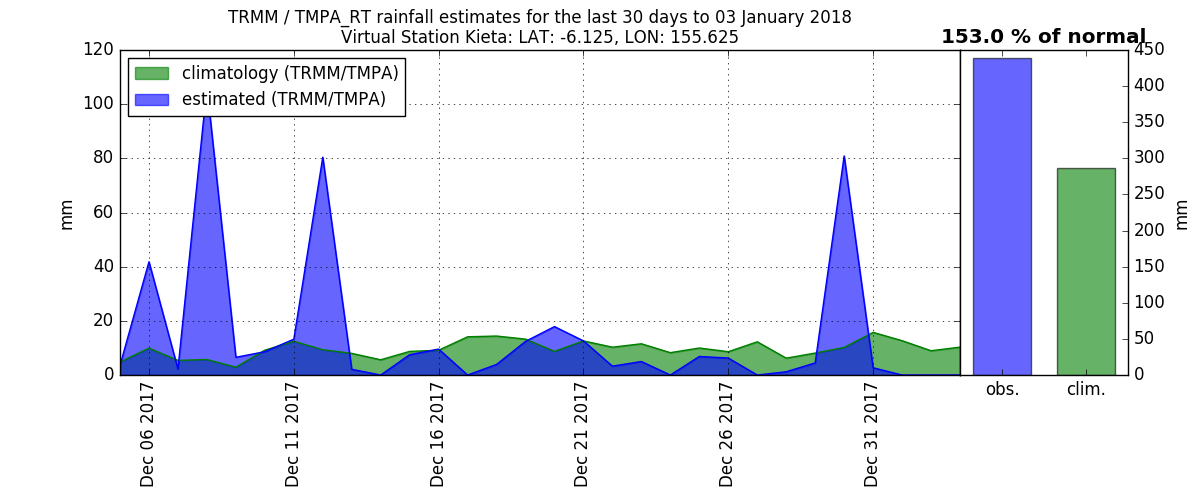 TRMM / TMPA_RT rainfall estimates for the last 30 days to 03 January 2018
Virtual Station Kieta: LAT: -6.125, LON: 155.625
153.0 % of normal
climatology (TRMM/TMPA)
estimated (TRMM/TMPA)
120
100
80
60
40
20
0
mm
Dec 06 2017
Dec 11 2017
Dec 16 2017
Dec 21 2017
Dec 26 2017
Dec 31 2017
450
400
350
300
250
200
150
100
50
0
mm
obs.
clim.